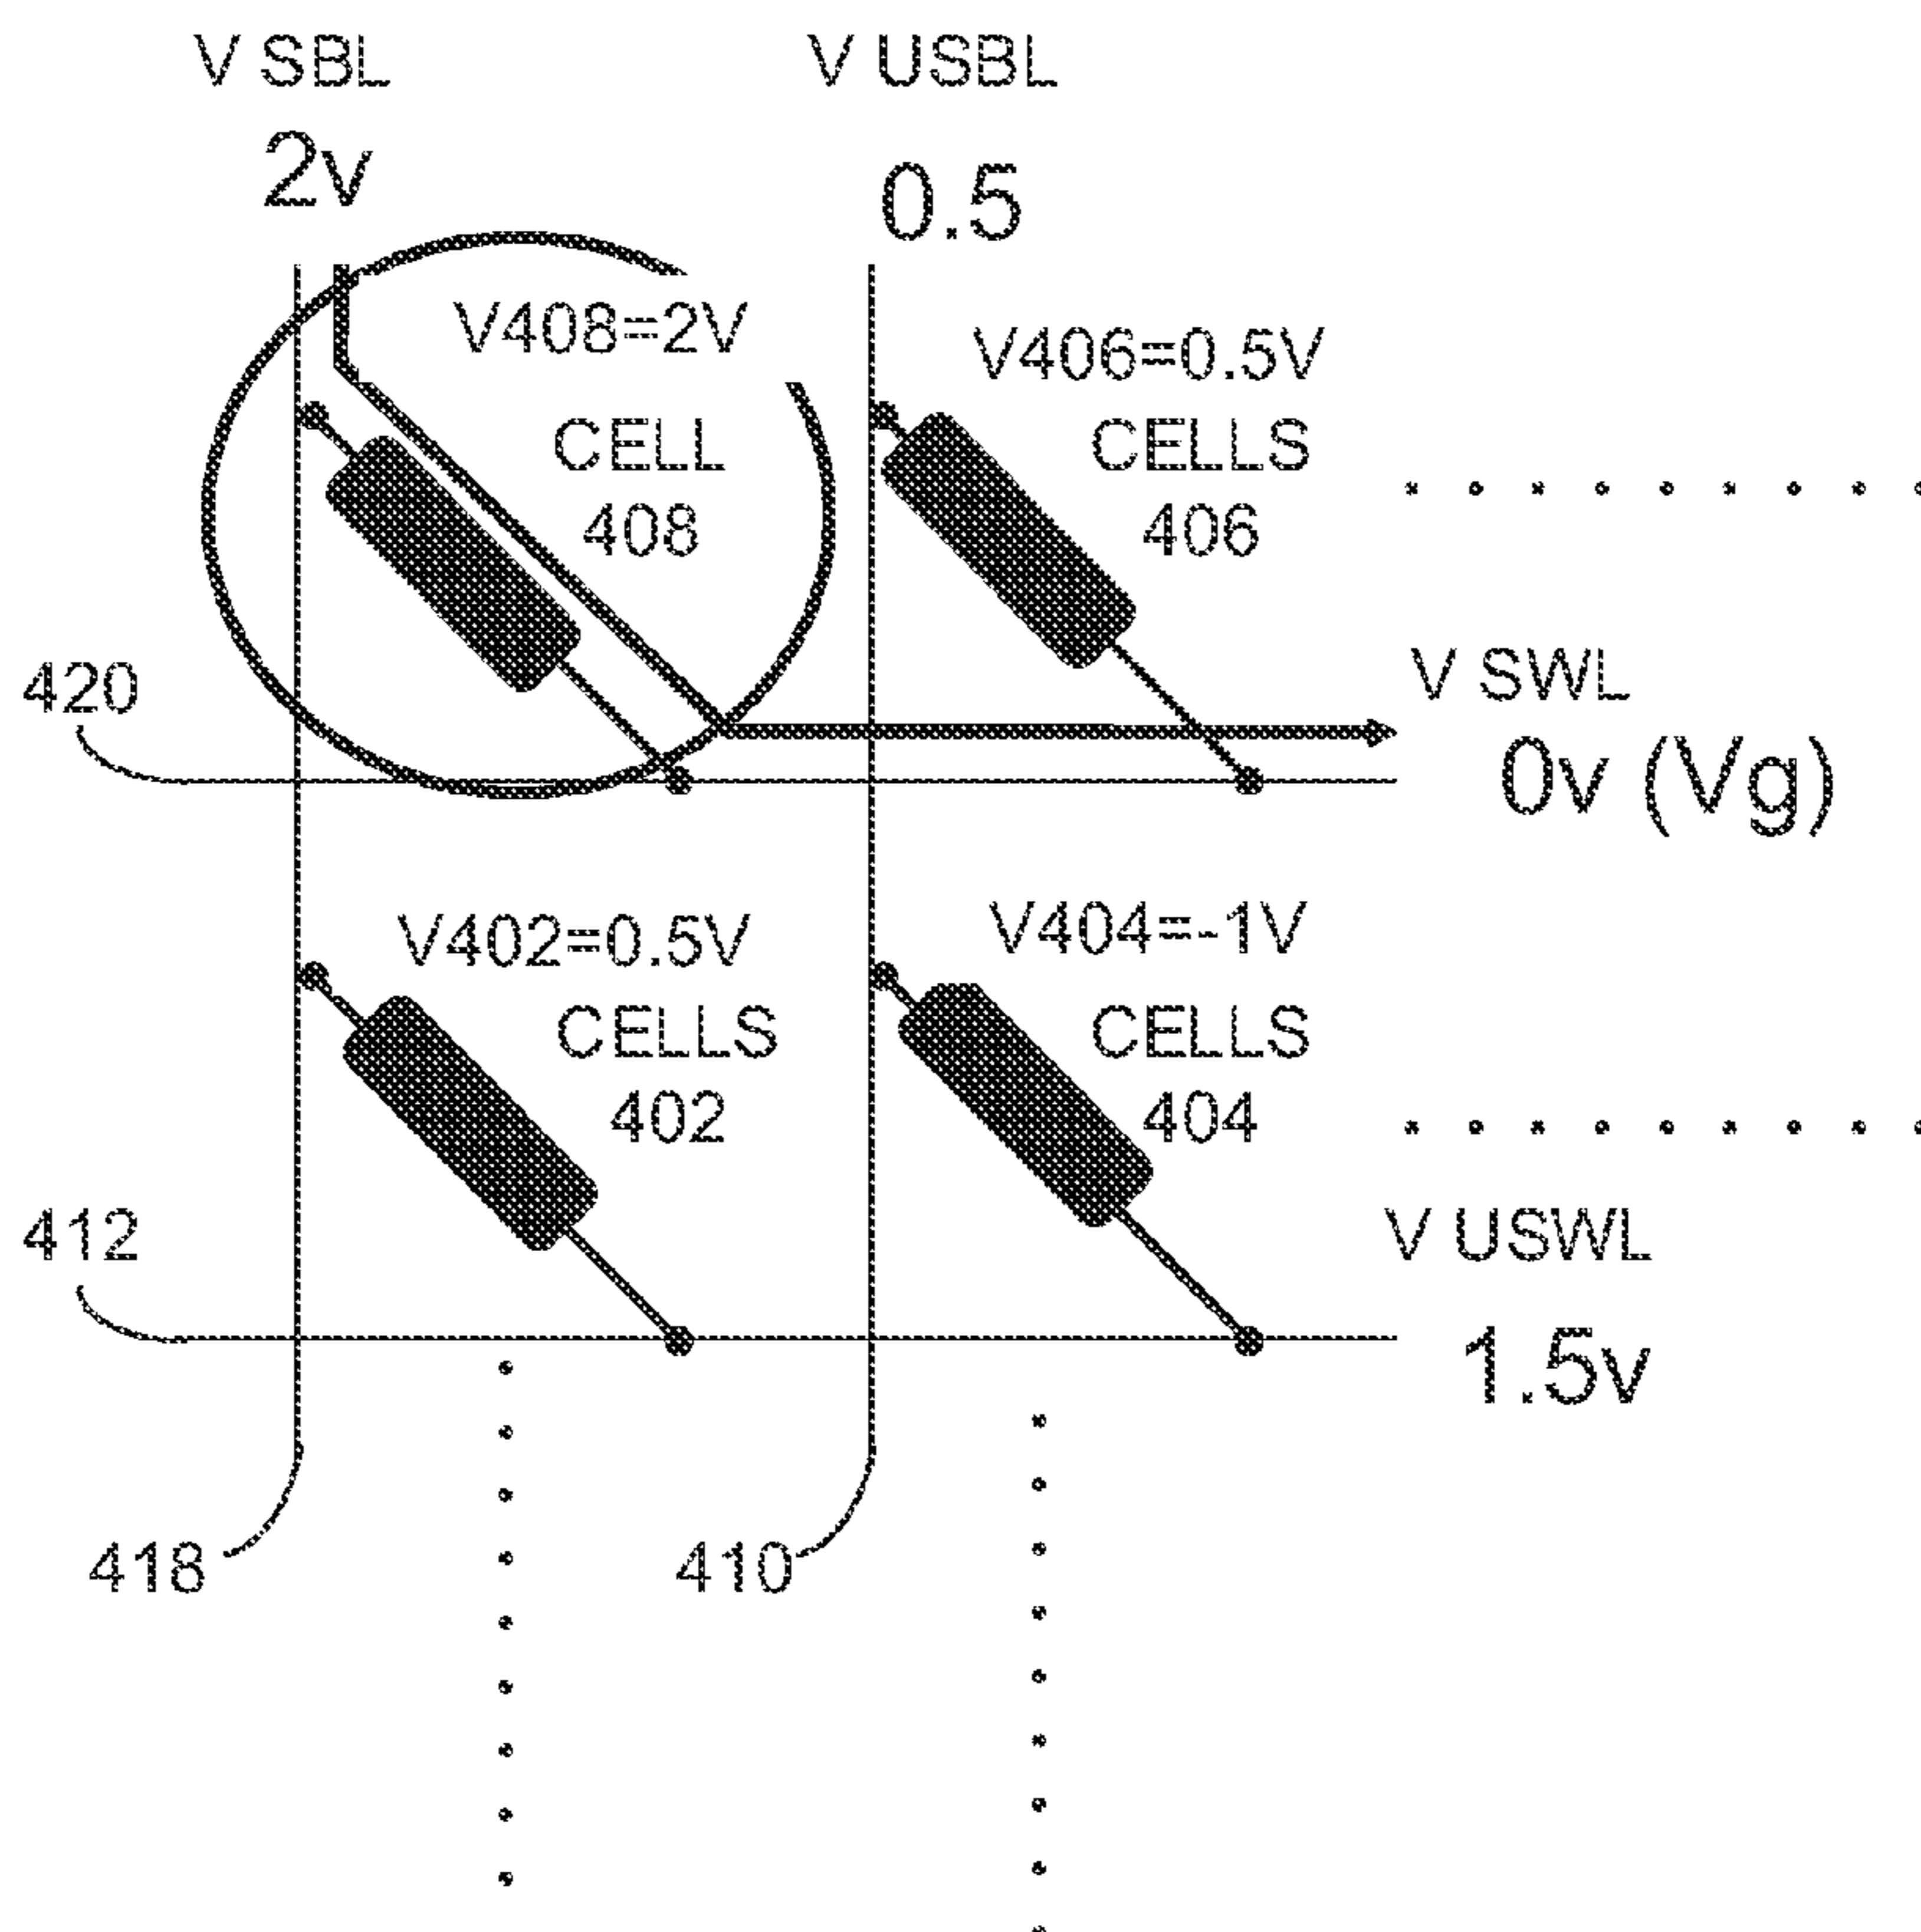 V SBL
2v
V USBL
0.5
V408=2V
CELL
408
V406=0.5V
CELLS
406
420
V SWL
0v (Vg)
V402=0.5V
CELLS
402
V404=-1V
CELLS
404
412
V USWL
1.5v
418
410